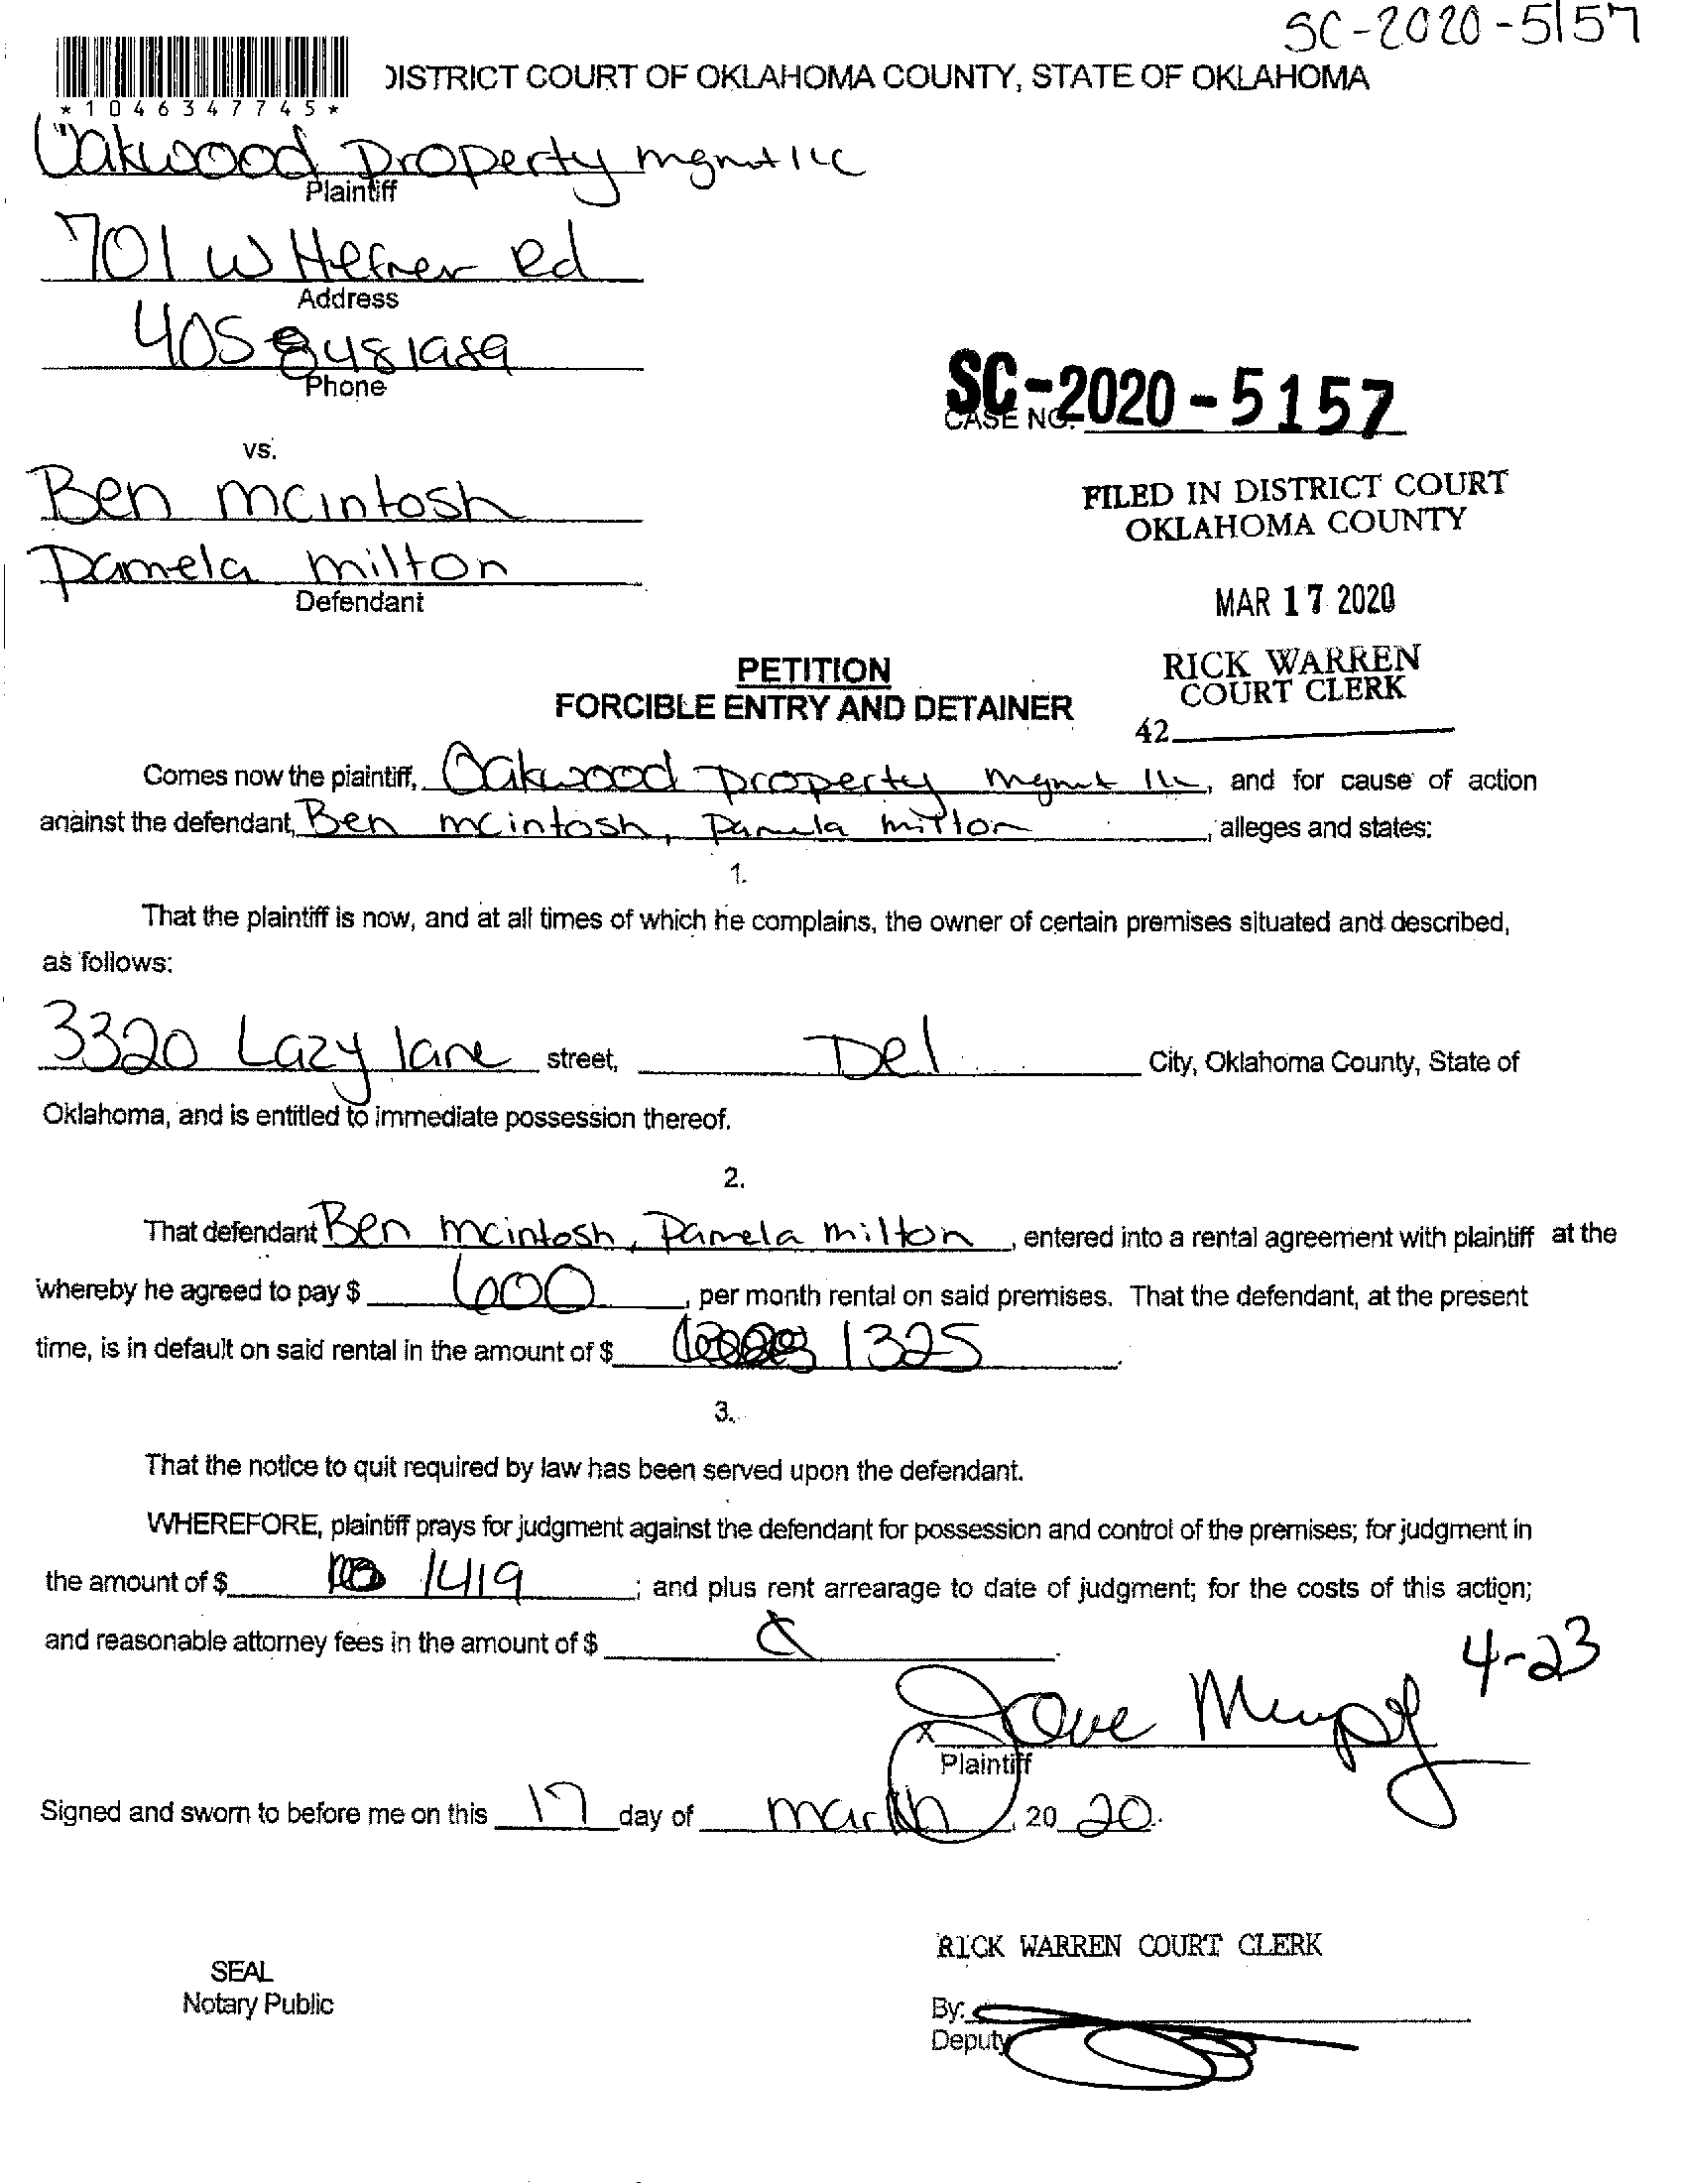 SC-2020-5157
*1046347745*
DISTRICT COURT OF OKLAHOMA COUNTY, STATE OF OKLAHOMA
Oakwood Property mgmt llc
Plaintiff
701 W Hefner Rd
Address
405 848 1989
Phone
SC-2020-5157
CASE NO.
vs.
Ben mcintosh
FILED IN DISTRICT COURT
OKLAHOMA COUNTY
Pamela milton
Defendant
MAR 17 2020
PETITION
FORCIBLE ENTRY AND DETAINER
RICK WARREN
COURT CLERK
42
Comes now the plaintiff, Oakwood property mgmt llc, and for cause of action
against the defendant, Ben mcintosh, Pamela milton, alleges and states:
1.
That the plaintiff is now, and at all times of which he complains, the owner of certain premises situated and described,
as follows:
3320 Lazy lane street, Del City, Oklahoma County, State of
Oklahoma, and is entitled to immediate possession thereof.
2.
That defendant Ben mcintosh, Pamela milton, entered into a rental agreement with plaintiff at the
whereby he agreed to pay $ 600, per month rental on said premises. That the defendant, at the present
time, is in default on said rental in the amount of $ 1325.
3.
That the notice to quit required by law has been served upon the defendant.
WHEREFORE, plaintiff prays for judgment against the defendant for possession and control of the premises; for judgment in
the amount of $ 1419; and plus rent arrearage to date of judgment; for the costs of this action;
and reasonable attorney fees in the amount of $.
4-23
X
Plaintiff
Signed and sworn to before me on this 17 day of march, 20 20.
RICK WARREN COURT CLERK
SEAL
Notary Public
By:
Deputy